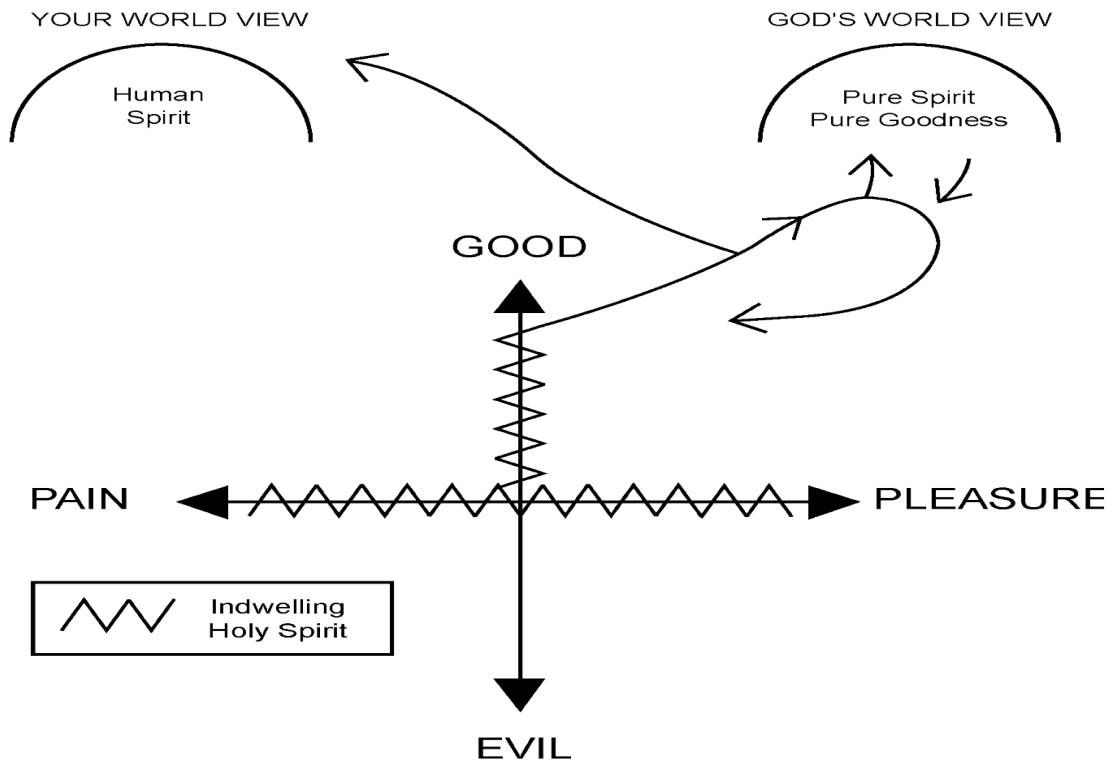 YOUR WORLD VIEW
GOD'S WORLD VIEW
Human
Spirit
Pure Spirit
Pure Goodness
GOOD
PAIN
PLEASURE
Indwelling
Holy Spirit
EVIL